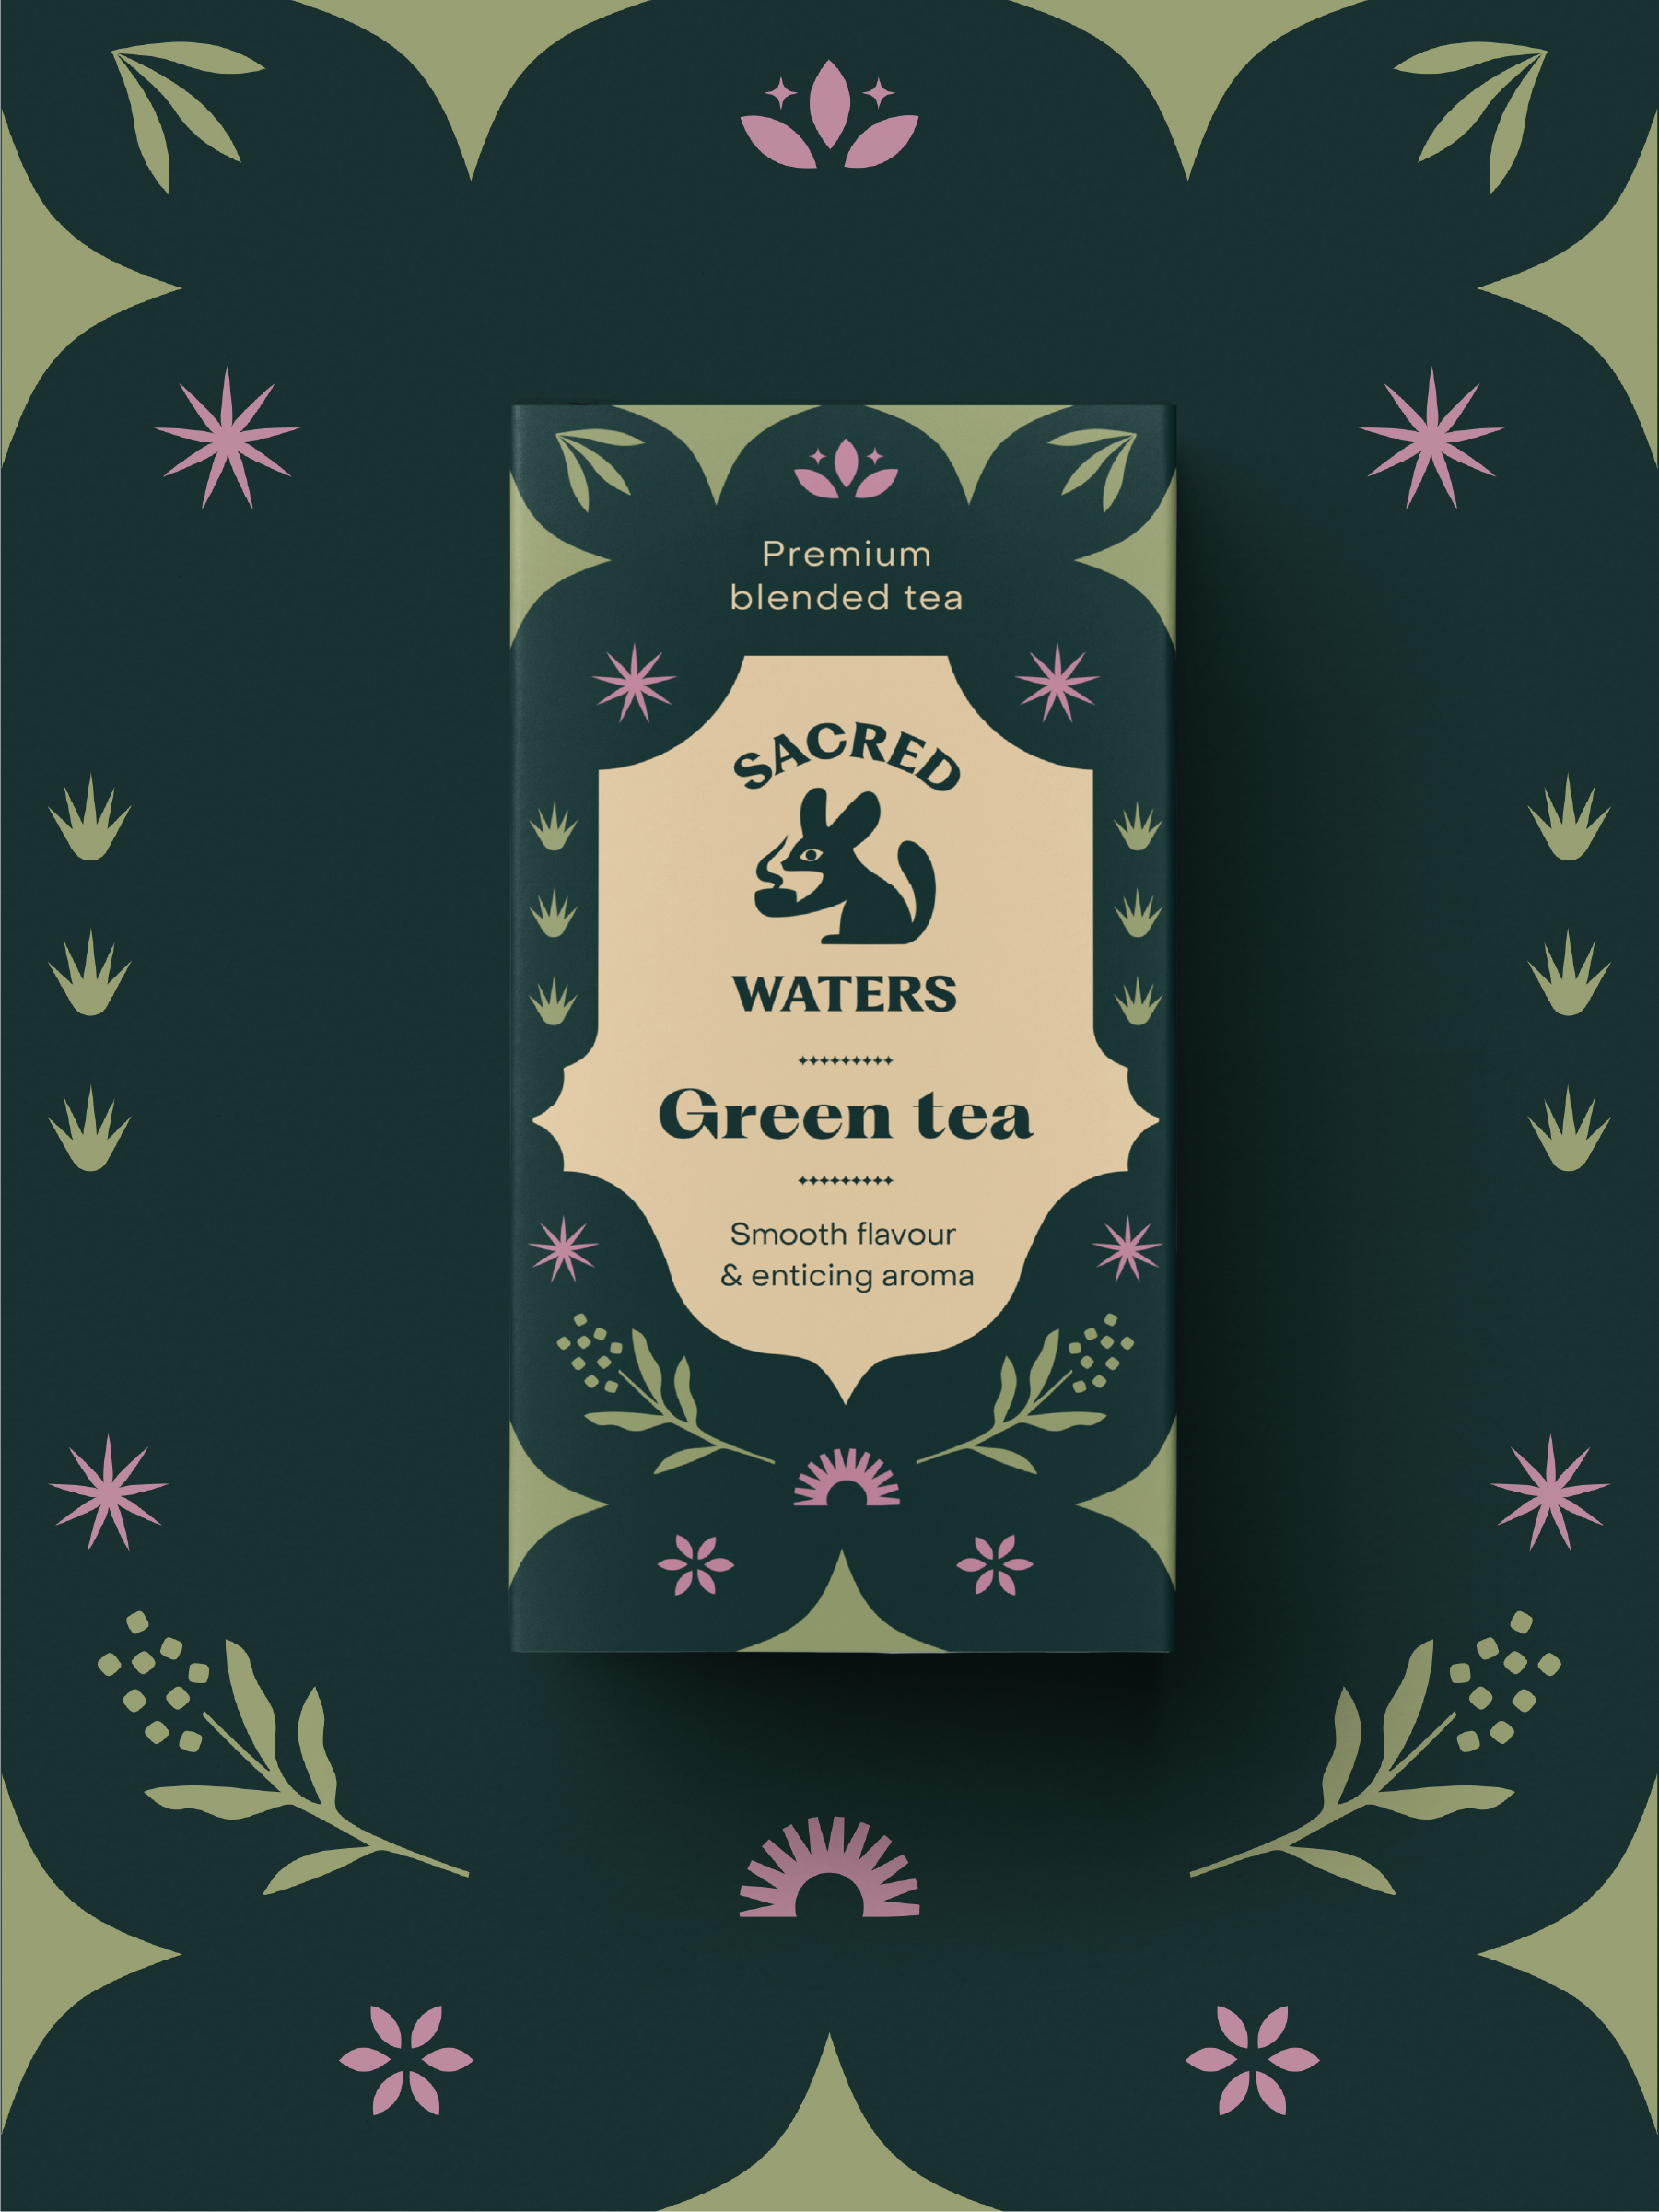 Premium
blended tea
SACRED
WATERS
Green tea
Smooth flavour
& enticing aroma